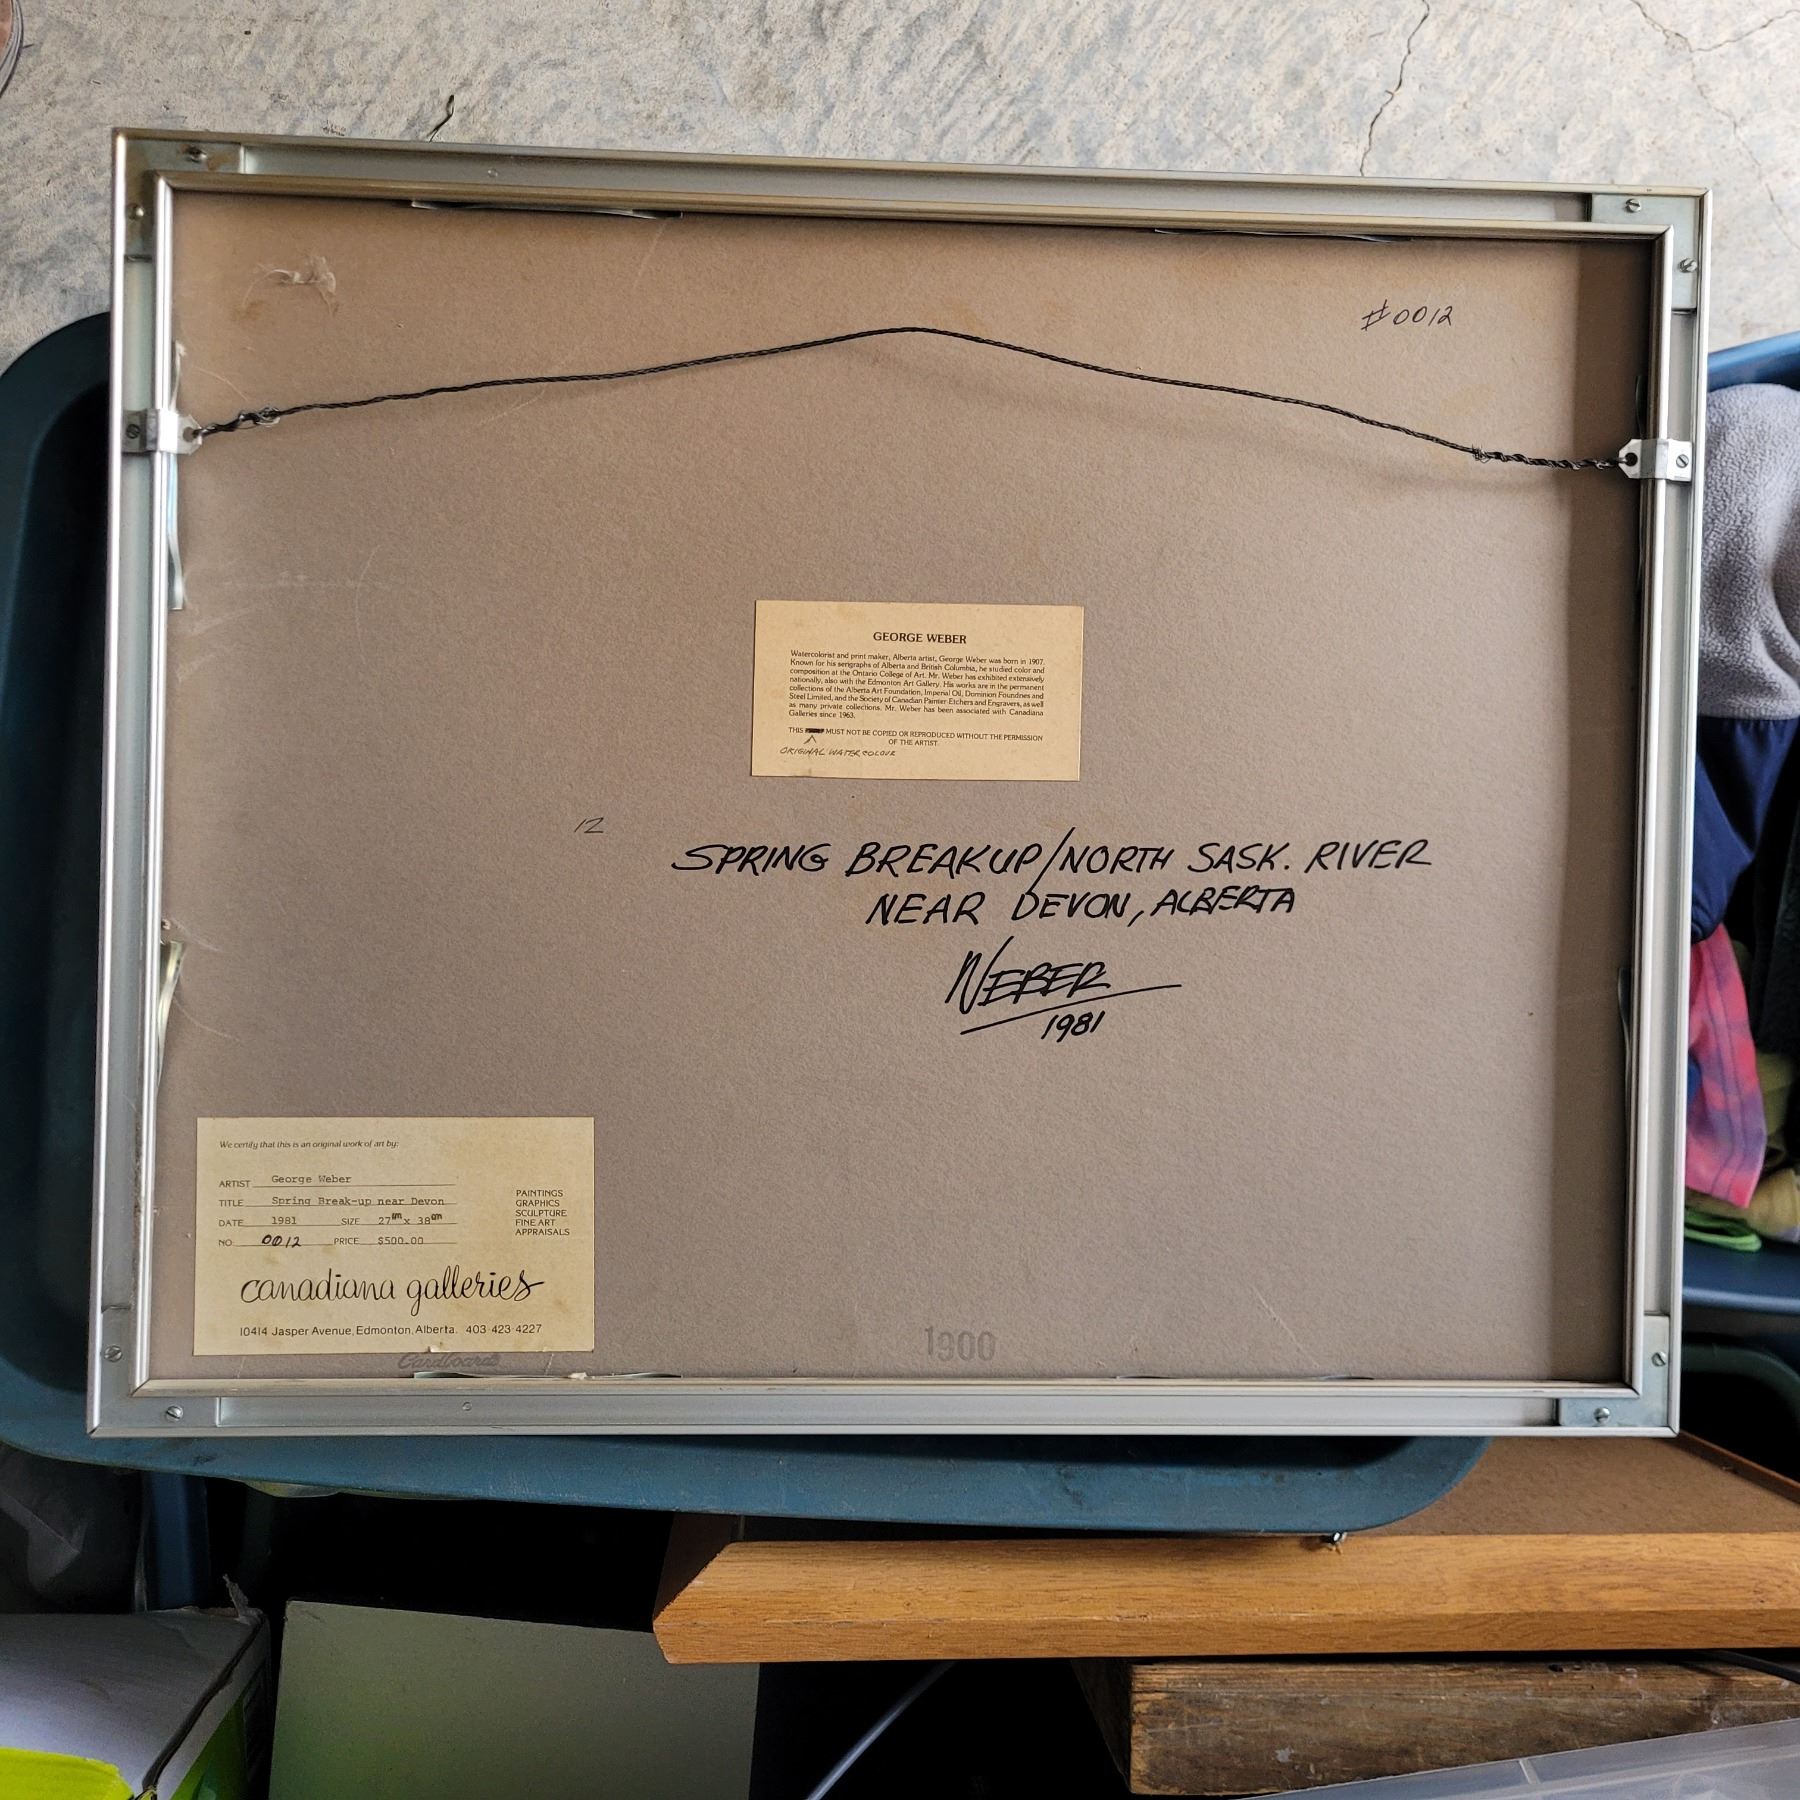 #0012
GEORGE WEBER
Watercolorist and print maker, Alberta artist, George Weber was born in 1907.
Known for his serigraphs of Alberta and British Columbia, he studied color and
composition at the Ontario College of Art. Mr. Weber has exhibited extensively
nationally, also with the Edmonton Art Gallery. His works are in the permanent
collections of the Alberta Art Foundation, Imperial Oil, Dominion Foundries and
Steel Limited, and the Society of Canadian Painter-Etchers and Engravers, as well
as many private collections. Mr. Weber has been associated with Canadiana
Galleries since 1963.
THIS MUST NOT BE COPIED OR REPRODUCED WITHOUT THE PERMISSION
OF THE ARTIST.
ORIGINAL WATERCOLOUR
12
SPRING BREAKUP/NORTH SASK. RIVER
NEAR DEVON, ALBERTA
WEBER
1981
We certify that this is an original work of art by:
ARTIST George Weber
TITLE Spring Break-up near Devon
DATE 1981 SIZE 27cm x 38cm
NO. 0012 PRICE $500.00
PAINTINGS
GRAPHICS
SCULPTURE
FINE ART
APPRAISALS
canadiana galleries
10414 Jasper Avenue, Edmonton, Alberta. 403-423-4227
Cardboards
1900